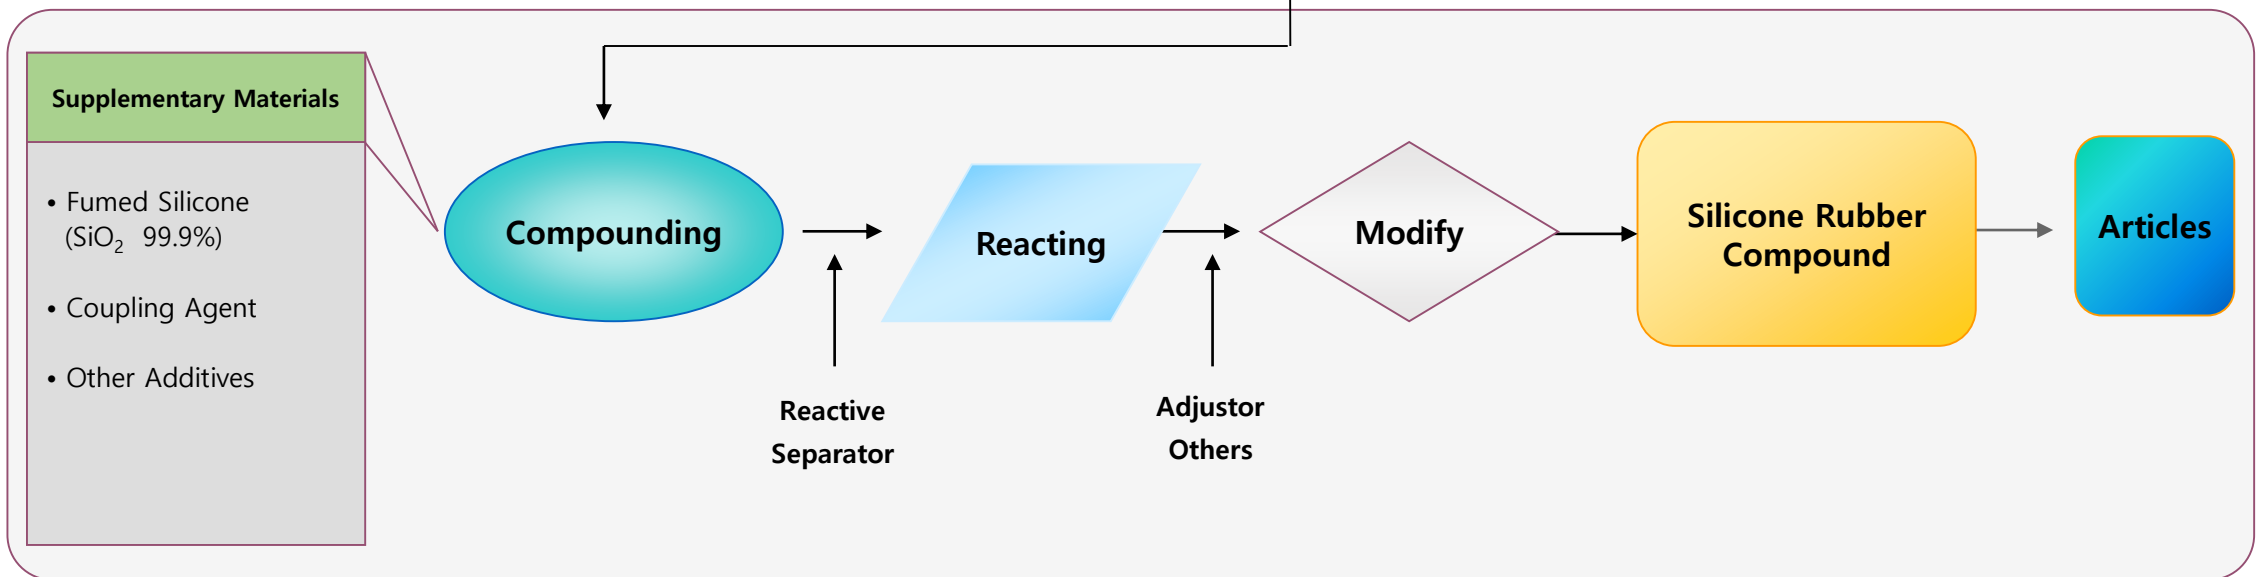 Supplementary Materials
• Fumed Silicone
(SiO₂ 99.9%)
• Coupling Agent
• Other Additives
Compounding
Reactive
Separator
Reacting
Adjustor
Others
Modify
Silicone Rubber
Compound
Articles